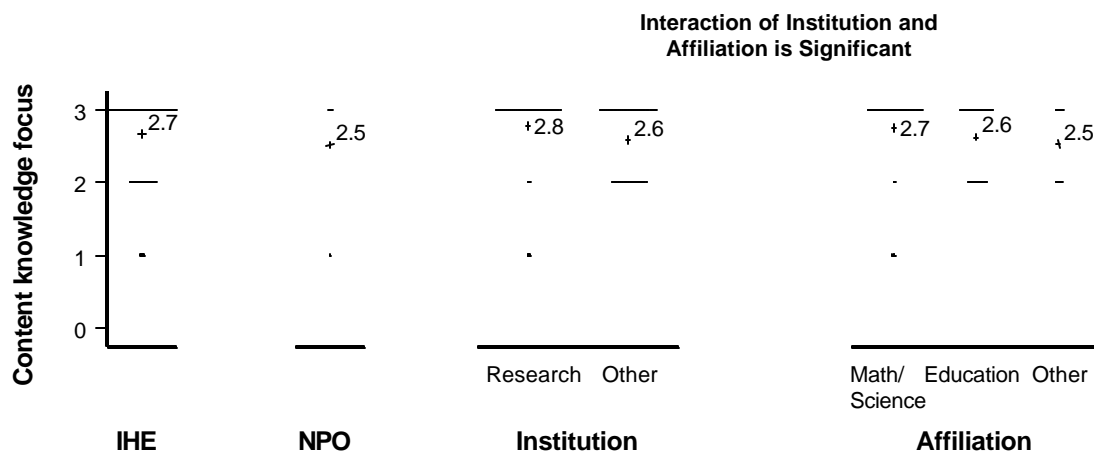 Interaction of Institution and
Affiliation is Significant
Content knowledge focus
3
2
1
0
2.7
2.5
2.8
2.6
2.7
2.6
2.5
Research Other
Math/ Education Other
Science
IHE NPO Institution Affiliation